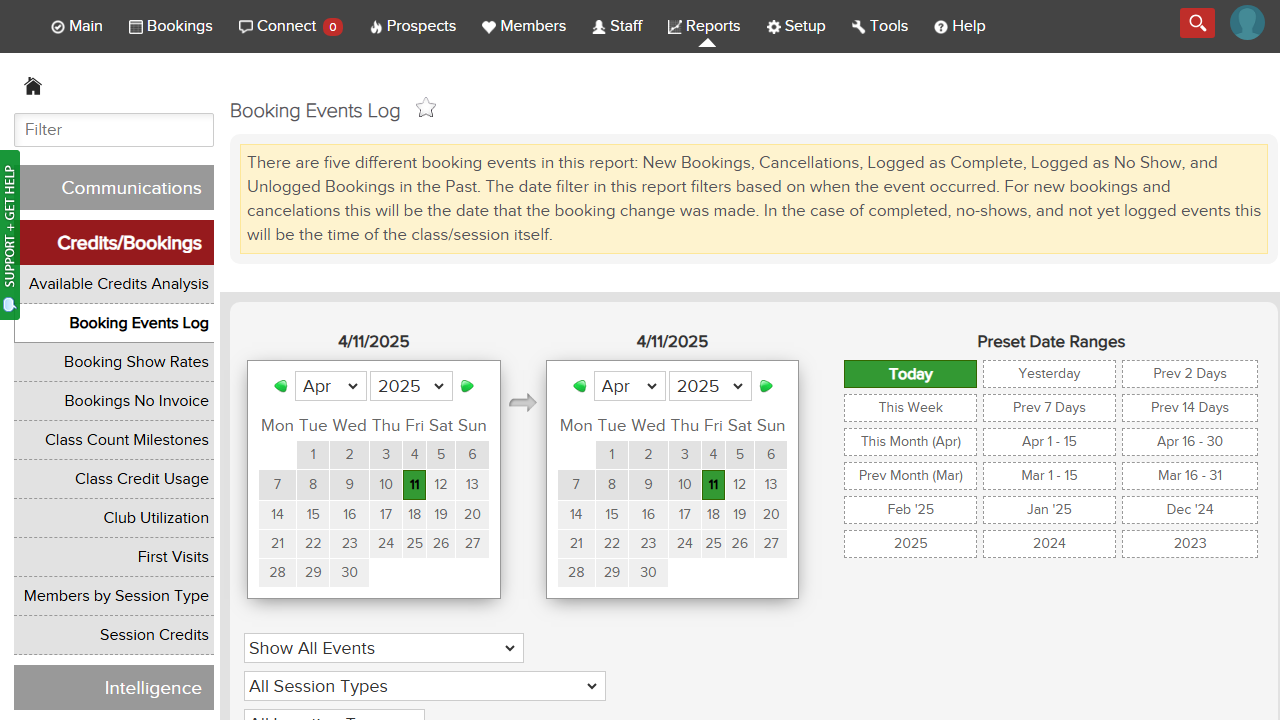 Main
Bookings
Connect 0
Prospects
Members
Staff
Reports
Setup
Tools
Help
Filter
SUPPORT + GET HELP
Communications
Credits/Bookings
Available Credits Analysis
Booking Events Log
Booking Show Rates
Bookings No Invoice
Class Count Milestones
Class Credit Usage
Club Utilization
First Visits
Members by Session Type
Session Credits
Intelligence
Booking Events Log
There are five different booking events in this report: New Bookings, Cancellations, Logged as Complete, Logged as No Show, and
Unlogged Bookings in the Past. The date filter in this report filters based on when the event occurred. For new bookings and
cancelations this will be the date that the booking change was made. In the case of completed, no-shows, and not yet logged events this
will be the time of the class/session itself.
4/11/2025
Apr 2025
Mon Tue Wed Thu Fri Sat Sun
1 2 3 4 5 6
7 8 9 10 11 12 13
14 15 16 17 18 19 20
21 22 23 24 25 26 27
28 29 30
4/11/2025
Apr 2025
Mon Tue Wed Thu Fri Sat Sun
1 2 3 4 5 6
7 8 9 10 11 12 13
14 15 16 17 18 19 20
21 22 23 24 25 26 27
28 29 30
Preset Date Ranges
Today Yesterday Prev 2 Days
This Week Prev 7 Days Prev 14 Days
This Month (Apr) Apr 1 - 15 Apr 16 - 30
Prev Month (Mar) Mar 1 - 15 Mar 16 - 31
Feb '25 Jan '25 Dec '24
2025 2024 2023
Show All Events
All Session Types